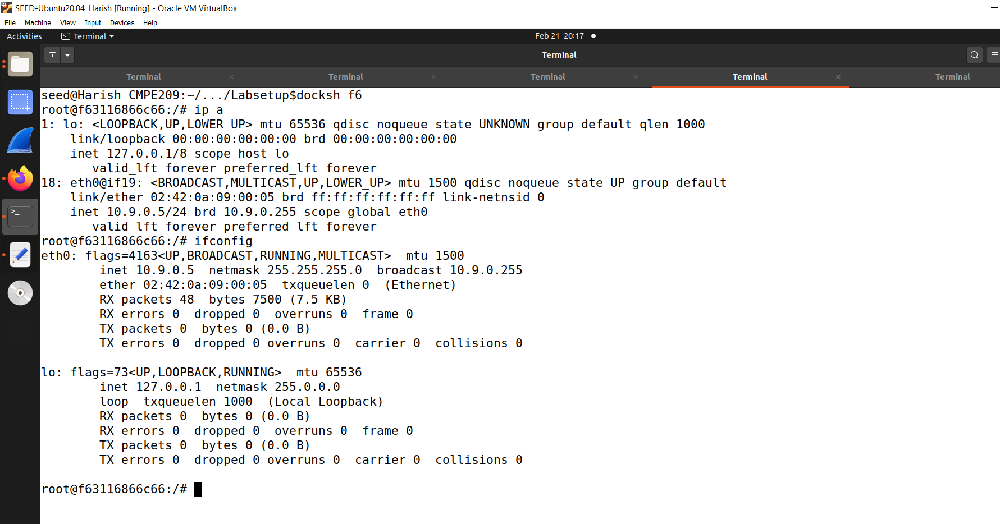 SEED-Ubuntu20.04_Harish [Running] - Oracle VM VirtualBox
File Machine View Input Devices Help
Activities Terminal Feb 21 20:17
Terminal
Terminal Terminal Terminal Terminal Terminal
seed@Harish_CMPE209:~/.../Labsetup$docksh f6
root@f63116866c66:/# ip a
1: lo: <LOOPBACK,UP,LOWER_UP> mtu 65536 qdisc noqueue state UNKNOWN group default qlen 1000
    link/loopback 00:00:00:00:00:00 brd 00:00:00:00:00:00
    inet 127.0.0.1/8 scope host lo
       valid_lft forever preferred_lft forever
18: eth0@if19: <BROADCAST,MULTICAST,UP,LOWER_UP> mtu 1500 qdisc noqueue state UP group default
    link/ether 02:42:0a:09:00:05 brd ff:ff:ff:ff:ff:ff link-netnsid 0
    inet 10.9.0.5/24 brd 10.9.0.255 scope global eth0
       valid_lft forever preferred_lft forever
root@f63116866c66:/# ifconfig
eth0: flags=4163<UP,BROADCAST,RUNNING,MULTICAST>  mtu 1500
        inet 10.9.0.5  netmask 255.255.255.0  broadcast 10.9.0.255
        ether 02:42:0a:09:00:05  txqueuelen 0  (Ethernet)
        RX packets 48  bytes 7500 (7.5 KB)
        RX errors 0  dropped 0  overruns 0  frame 0
        TX packets 0  bytes 0 (0.0 B)
        TX errors 0  dropped 0 overruns 0  carrier 0  collisions 0
lo: flags=73<UP,LOOPBACK,RUNNING>  mtu 65536
        inet 127.0.0.1  netmask 255.0.0.0
        loop  txqueuelen 1000  (Local Loopback)
        RX packets 0  bytes 0 (0.0 B)
        RX errors 0  dropped 0  overruns 0  frame 0
        TX packets 0  bytes 0 (0.0 B)
        TX errors 0  dropped 0 overruns 0  carrier 0  collisions 0
root@f63116866c66:/#